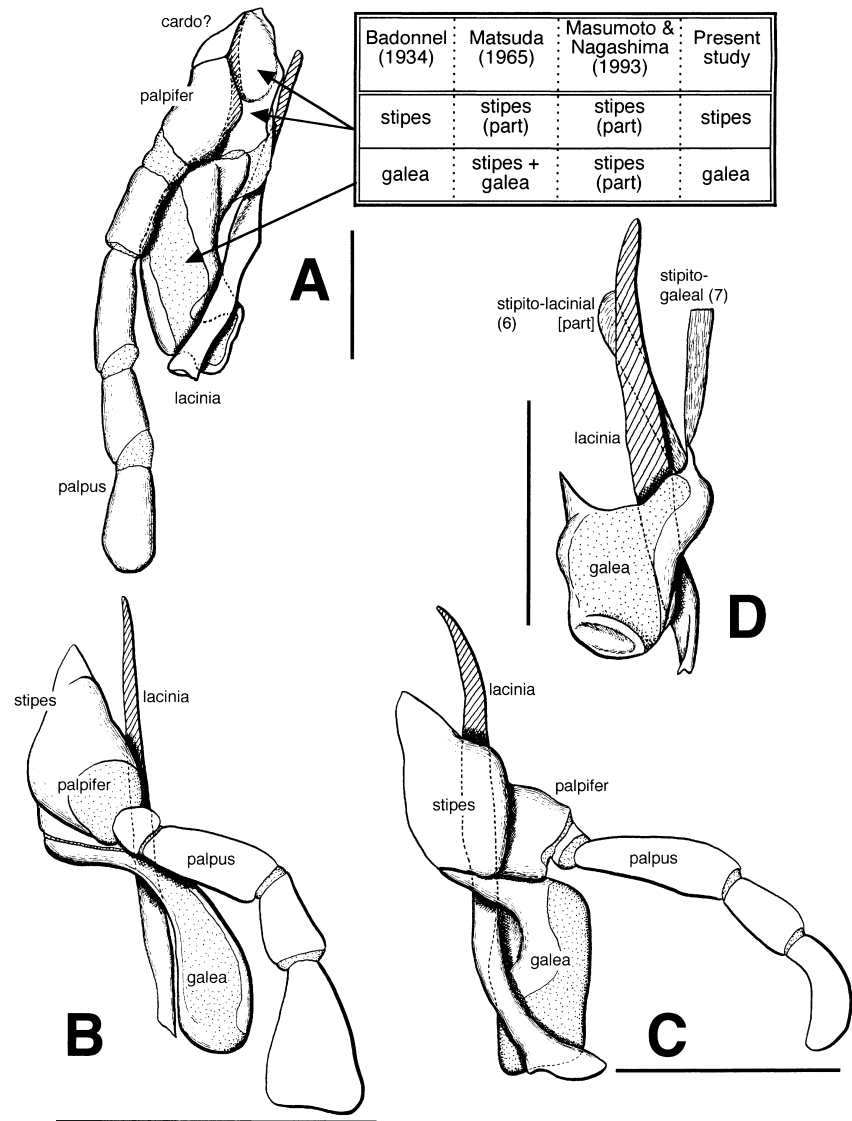 cardo?
palpifer
palpus
lacinia
A
Badonnel (1934)
Matsuda (1965)
Masumoto & Nagashima (1993)
Present study
stipes
stipes (part)
stipes (part)
stipes
galea
stipes + galea
stipes (part)
galea
stipito-lacinial
(6) [part]
stipito-
galeal (7)
lacinia
galea
D
stipes
lacinia
palpifer
palpus
galea
B
lacinia
stipes
palpifer
palpus
galea
C